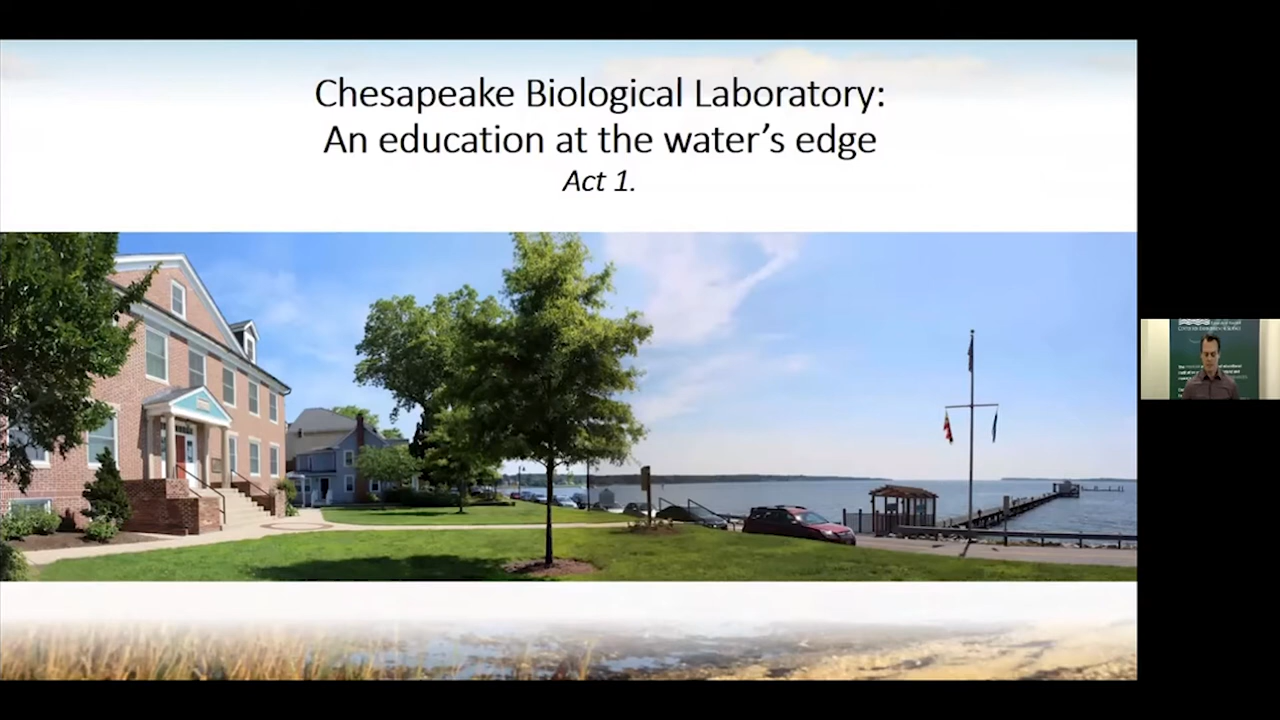 Chesapeake Biological Laboratory:
An education at the water's edge
Act 1.